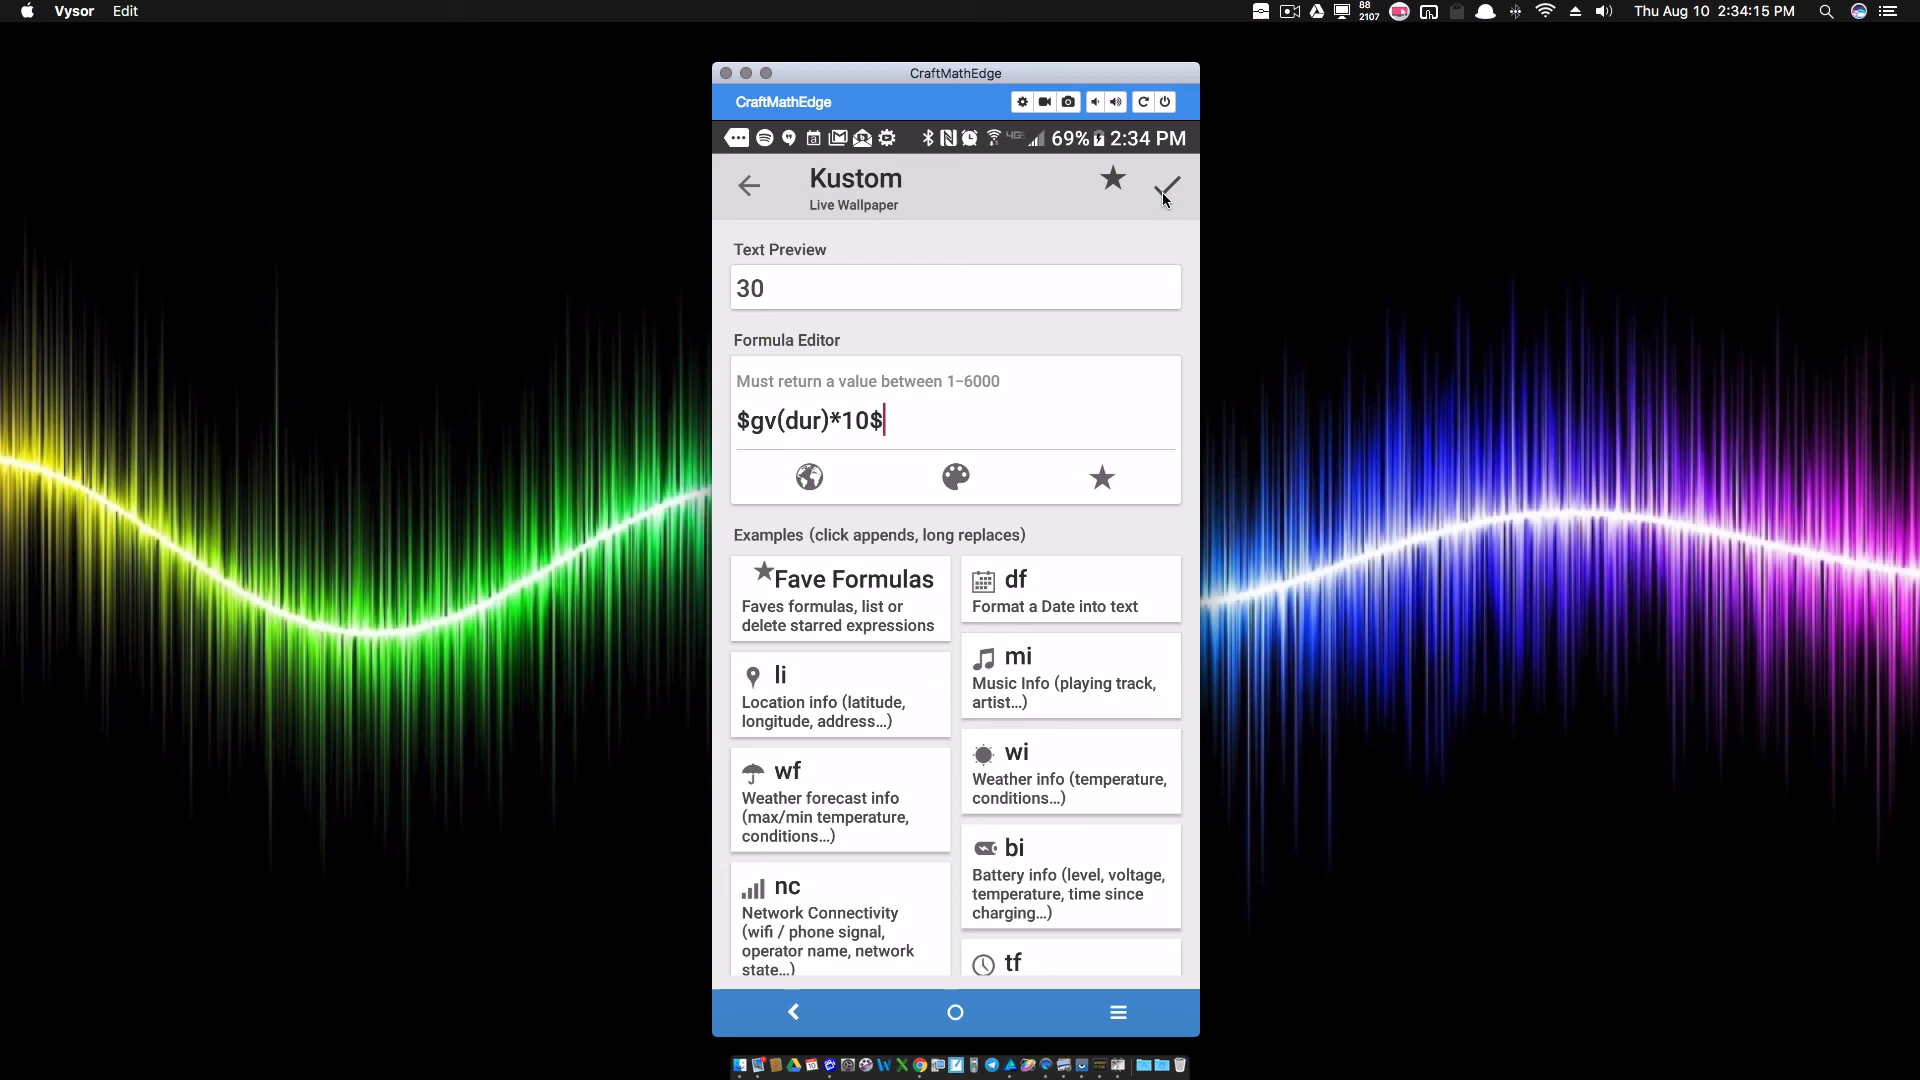 Vysor Edit
88
2107
Thu Aug 10 2:34:15 PM
CraftMathEdge
CraftMathEdge
4G 69% 2:34 PM
Kustom
Live Wallpaper
Text Preview
30
Formula Editor
Must return a value between 1-6000
$gv(dur)*10$
Examples (click appends, long replaces)
Fave Formulas
Faves formulas, list or
delete starred expressions
df
Format a Date into text
li
Location info (latitude,
longitude, address...)
mi
Music Info (playing track,
artist...)
wf
Weather forecast info
(max/min temperature,
conditions...)
wi
Weather info (temperature,
conditions...)
nc
Network Connectivity
(wifi / phone signal,
operator name, network
state...)
bi
Battery info (level, voltage,
temperature, time since
charging...)
tf